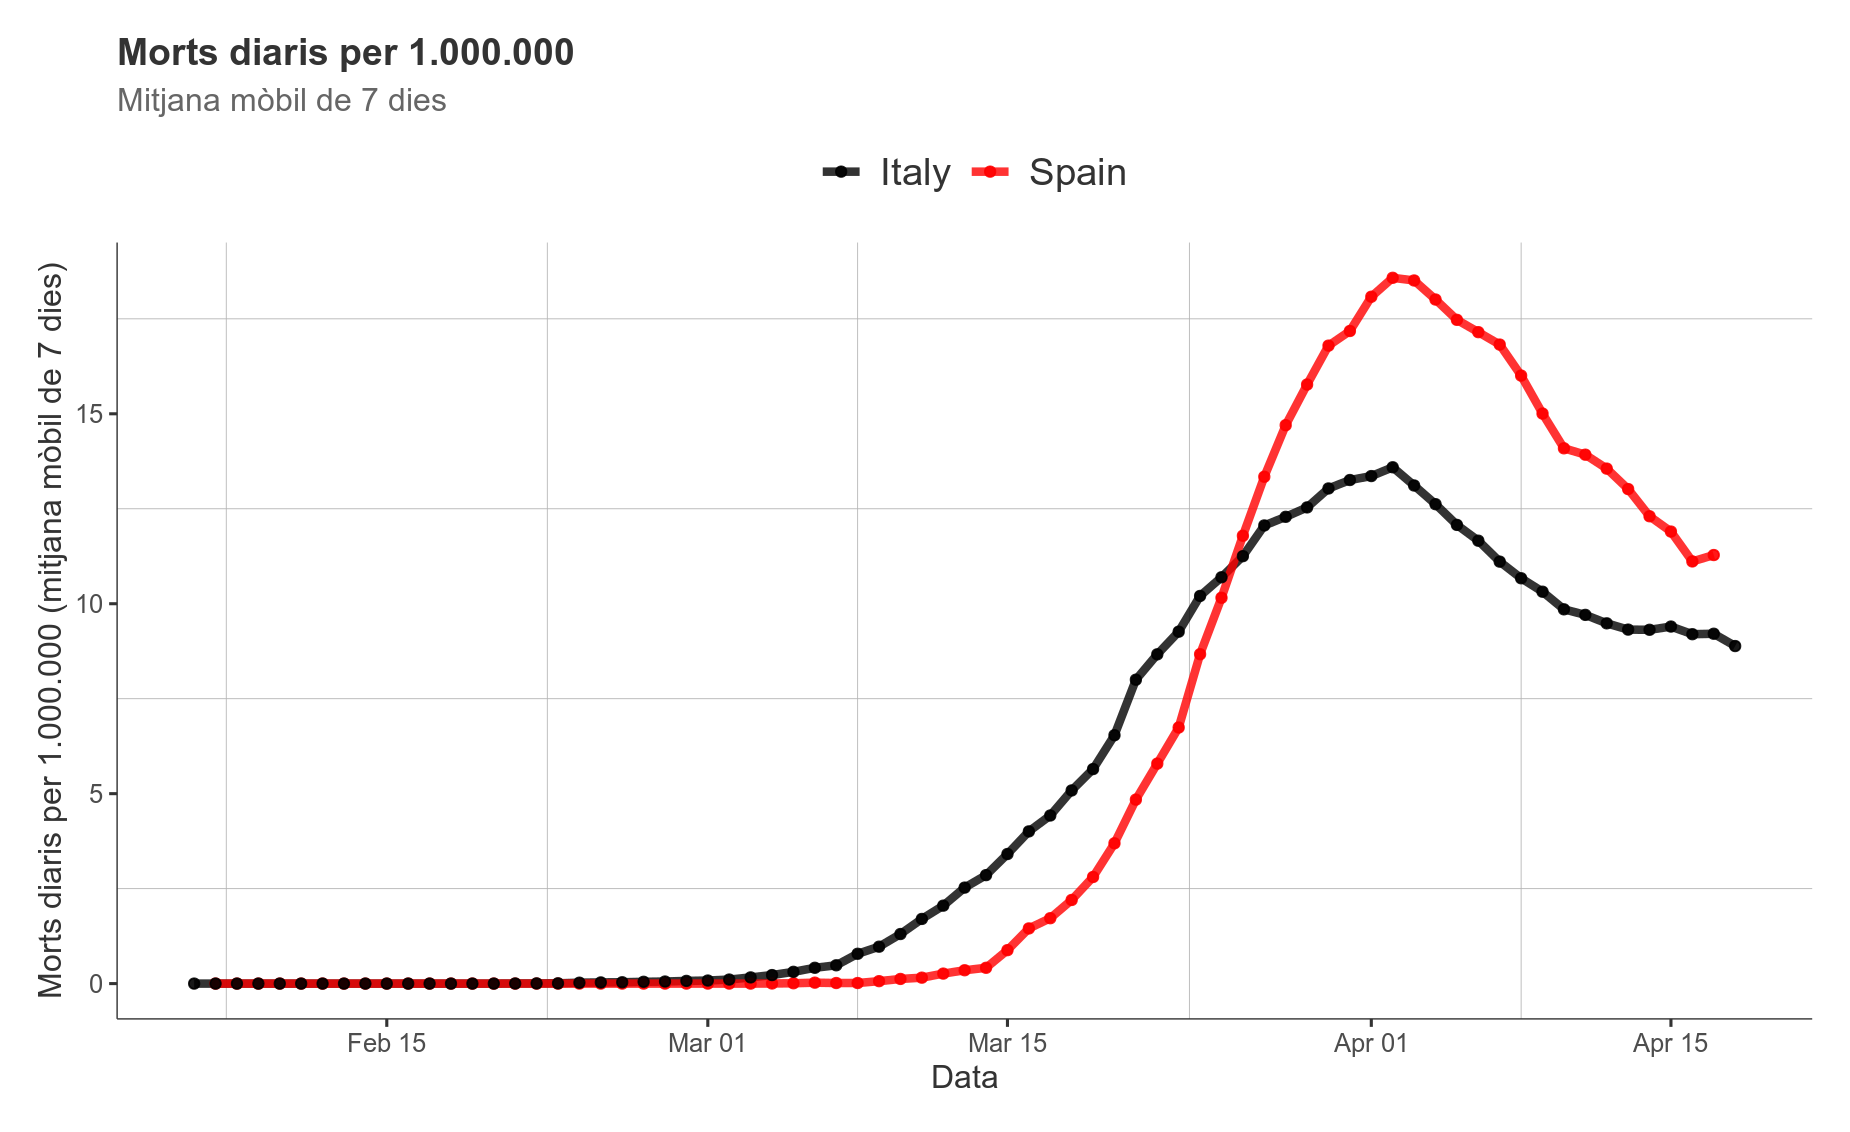 Morts diaris per 1.000.000
Mitjana mòbil de 7 dies
Italy Spain
Morts diaris per 1.000.000 (mitjana mòbil de 7 dies)
15
10
5
0
Feb 15 Mar 01 Mar 15 Apr 01 Apr 15
Data